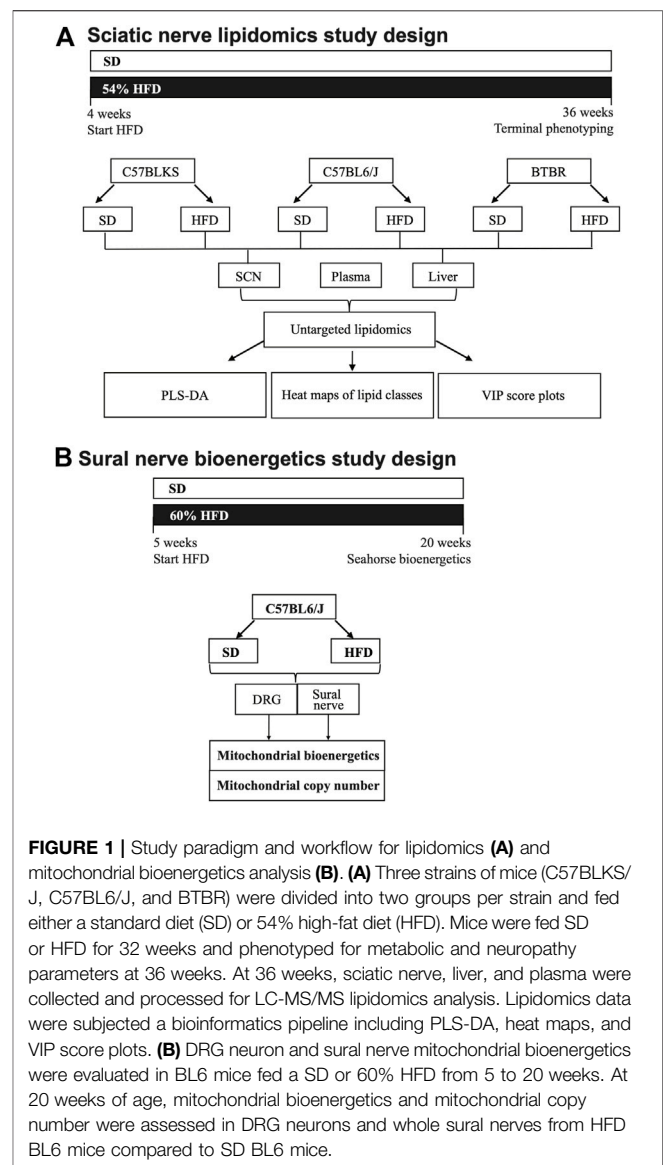 A Sciatic nerve lipidomics study design
SD
54% HFD
4 weeks
Start HFD
36 weeks
Terminal phenotyping
C57BLKS
C57BL6/J
BTBR
SD
HFD
SD
HFD
SD
HFD
SCN
Plasma
Liver
Untargeted lipidomics
PLS-DA
Heat maps of lipid classes
VIP score plots
B Sural nerve bioenergetics study design
SD
60% HFD
5 weeks
Start HFD
20 weeks
Seahorse bioenergetics
C57BL6/J
SD
HFD
DRG
Sural
nerve
Mitochondrial bioenergetics
Mitochondrial copy number
FIGURE 1 | Study paradigm and workflow for lipidomics (A) and
mitochondrial bioenergetics analysis (B). (A) Three strains of mice (C57BLKS/
J, C57BL6/J, and BTBR) were divided into two groups per strain and fed
either a standard diet (SD) or 54% high-fat diet (HFD). Mice were fed SD
or HFD for 32 weeks and phenotyped for metabolic and neuropathy
parameters at 36 weeks. At 36 weeks, sciatic nerve, liver, and plasma were
collected and processed for LC-MS/MS lipidomics analysis. Lipidomics data
were subjected a bioinformatics pipeline including PLS-DA, heat maps, and
VIP score plots. (B) DRG neuron and sural nerve mitochondrial bioenergetics
were evaluated in BL6 mice fed a SD or 60% HFD from 5 to 20 weeks. At
20 weeks of age, mitochondrial bioenergetics and mitochondrial copy
number were assessed in DRG neurons and whole sural nerves from HFD
BL6 mice compared to SD BL6 mice.